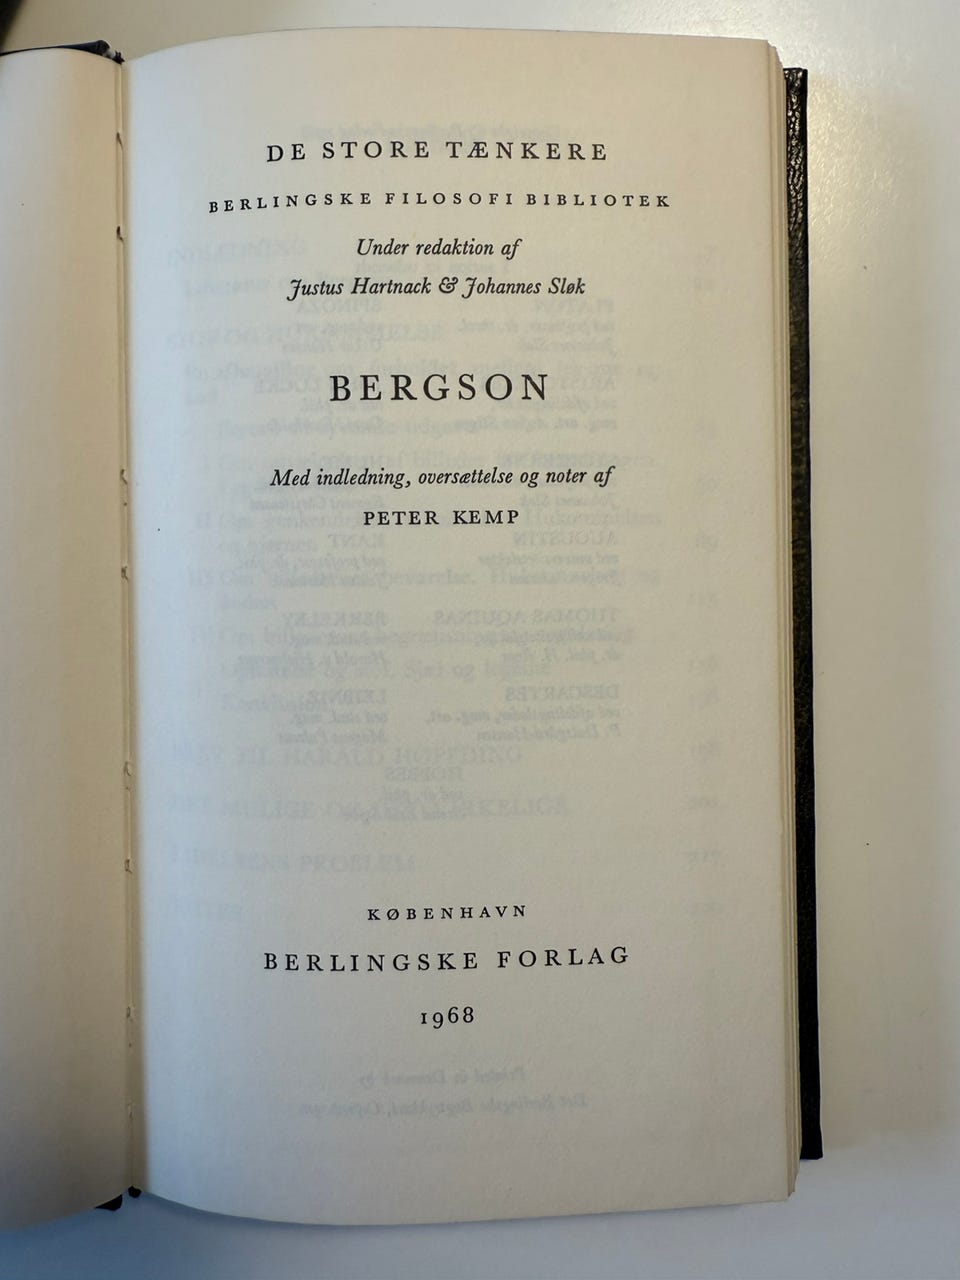 DE STORE TÆNKERE
BERLINGSKE FILOSOFI BIBLIOTEK
Under redaktion af
Justus Hartnack & Johannes Sløk
BERGSON
Med indledning, oversættelse og noter af
PETER KEMP
KØBENHAVN
BERLINGSKE FORLAG
1968